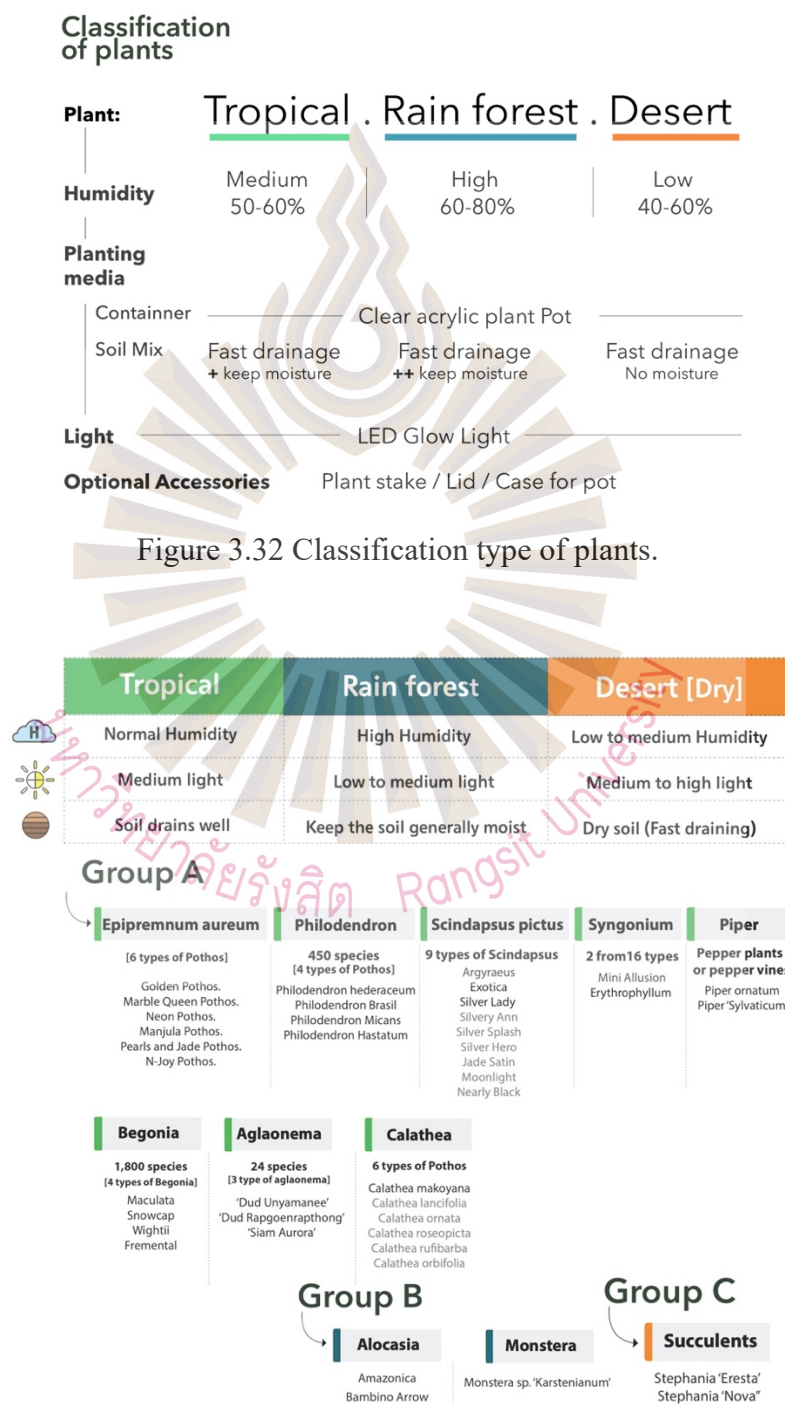 Classification
of plants
Plant: Tropical . Rain forest . Desert
Humidity Medium High Low
50-60% 60-80% 40-60%
Planting
media
Containner Clear acrylic plant Pot
Soil Mix Fast drainage Fast drainage Fast drainage
+ keep moisture ++ keep moisture No moisture
Light LED Glow Light
Optional Accessories Plant stake / Lid / Case for pot
Figure 3.32 Classification type of plants.
Tropical Rain forest Desert [Dry]
H Normal Humidity High Humidity Low to medium Humidity
Medium light Low to medium light Medium to high light
Soil drains well Keep the soil generally moist Dry soil (Fast draining)
มหาวิทยาลัยรังสิต Rangsit University
Group A
Epipremnum aureum Philodendron Scindapsus pictus Syngonium Piper
[6 types of Pothos] 450 species 9 types of Scindapsus 2 from16 types Pepper plants
[4 types of Pothos] or pepper vines
Golden Pothos. Philodendron hederaceum Argyraeus Mini Allusion Piper ornatum
Marble Queen Pothos. Philodendron Brasil Exotica Erythrophyllum Piper 'Sylvaticum
Neon Pothos. Philodendron Micans Silver Lady
Manjula Pothos. Philodendron Hastatum Silvery Ann
Pearls and Jade Pothos. Silver Splash
N-Joy Pothos. Silver Hero
Jade Satin
Moonlight
Nearly Black
Begonia Aglaonema Calathea
1,800 species 24 species 6 types of Pothos
[4 types of Begonia] [3 type of aglaonema]
Maculata 'Dud Unyamanee' Calathea makoyana
Snowcap 'Dud Rapgoenrapthong' Calathea lancifolia
Wightii 'Siam Aurora' Calathea ornata
Fremental Calathea roseopicta
Calathea rufibarba
Calathea orbifolia
Group B Group C
Alocasia Monstera Succulents
Amazonica Monstera sp. 'Karstenianum' Stephania 'Eresta'
Bambino Arrow Stephania 'Nova"